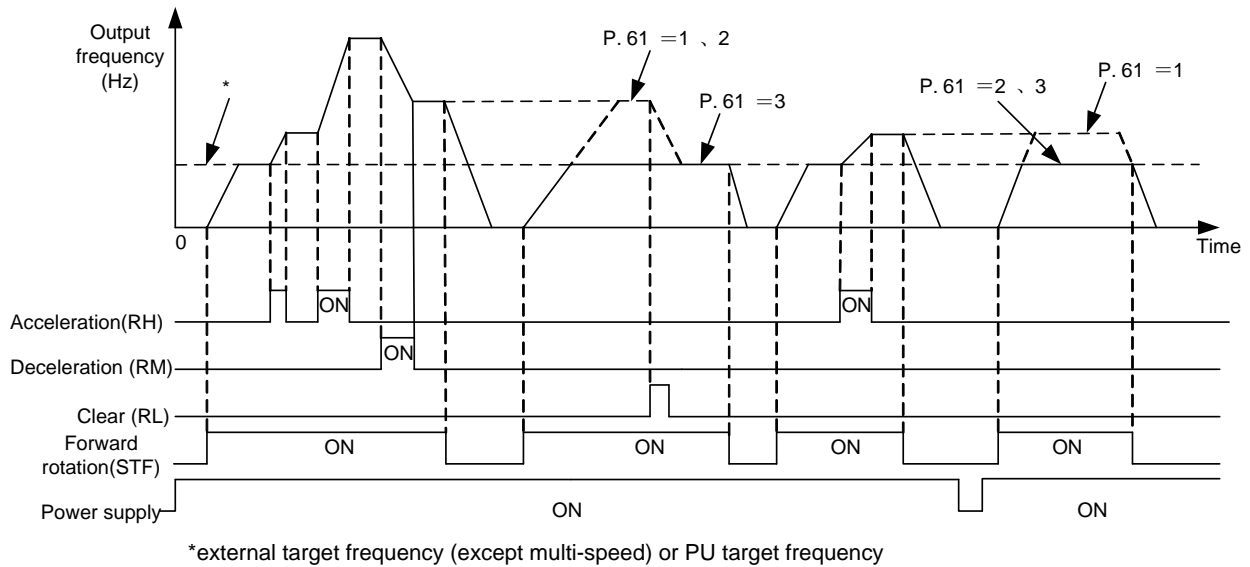 Output
frequency
(Hz)
*
P. 61 =1 、2
P. 61 =3
P. 61 =2 、3
P. 61 =1
0
Time
ON
ON
Acceleration(RH)
ON
Deceleration (RM)
Clear (RL)
Forward
rotation(STF)
ON
ON
ON
ON
Power supply
ON
ON
*external target frequency (except multi-speed) or PU target frequency